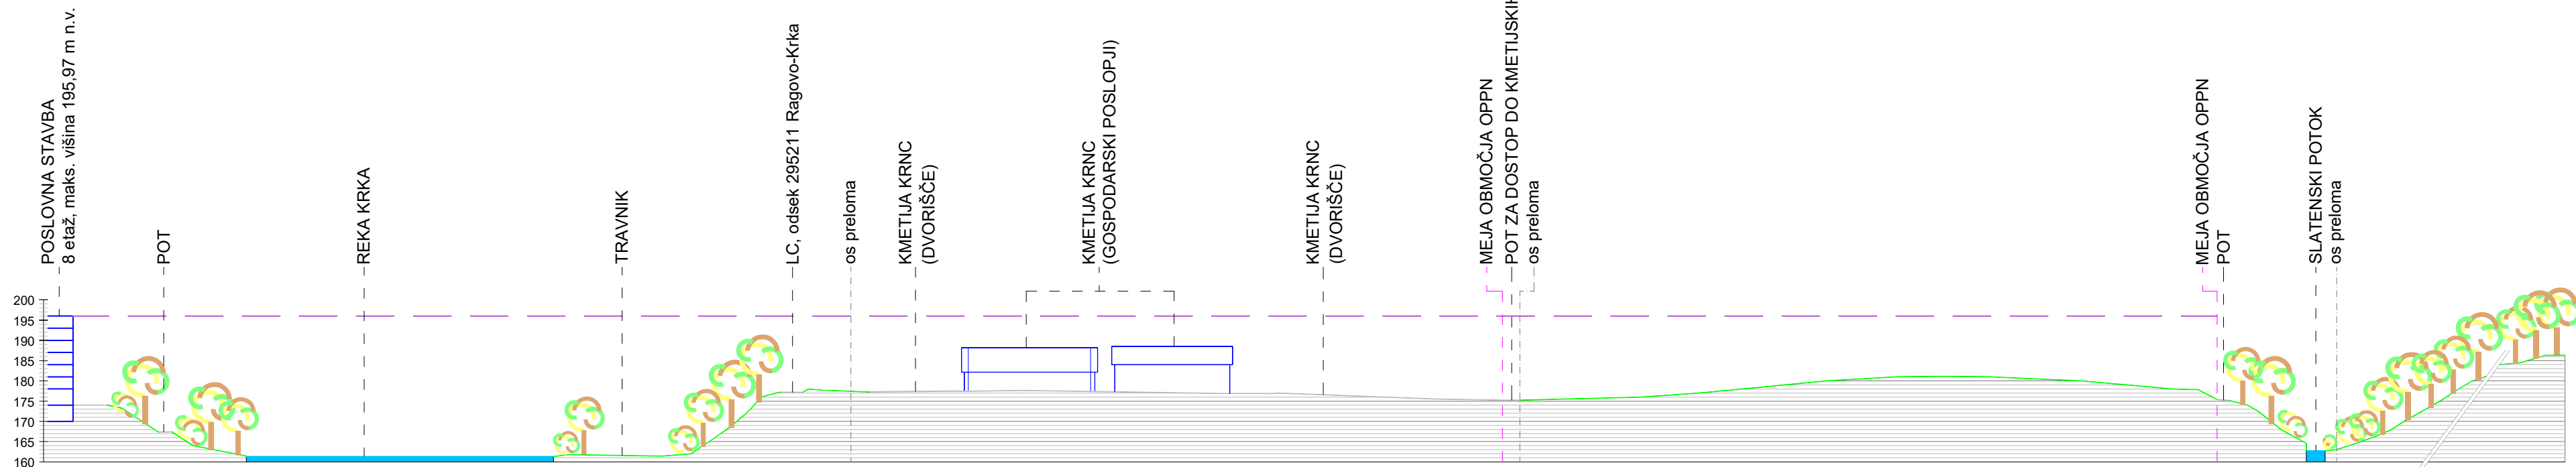 POSLOVNA STAVBA
8 etaž, maks. višina 195,97 m n.v.
POT
REKA KRKA
TRAVNIK
LC, odsek 295211 Ragovo-Krka
os preloma
KMETIJA KRNC
(DVORIŠČE)
KMETIJA KRNC
(GOSPODARSKI POSLOPJI)
KMETIJA KRNC
(DVORIŠČE)
MEJA OBMOČJA OPPN
POT ZA DOSTOP DO KMETIJSKIH
os preloma
MEJA OBMOČJA OPPN
POT
SLATENSKI POTOK
os preloma
200
195
190
185
180
175
170
165
160